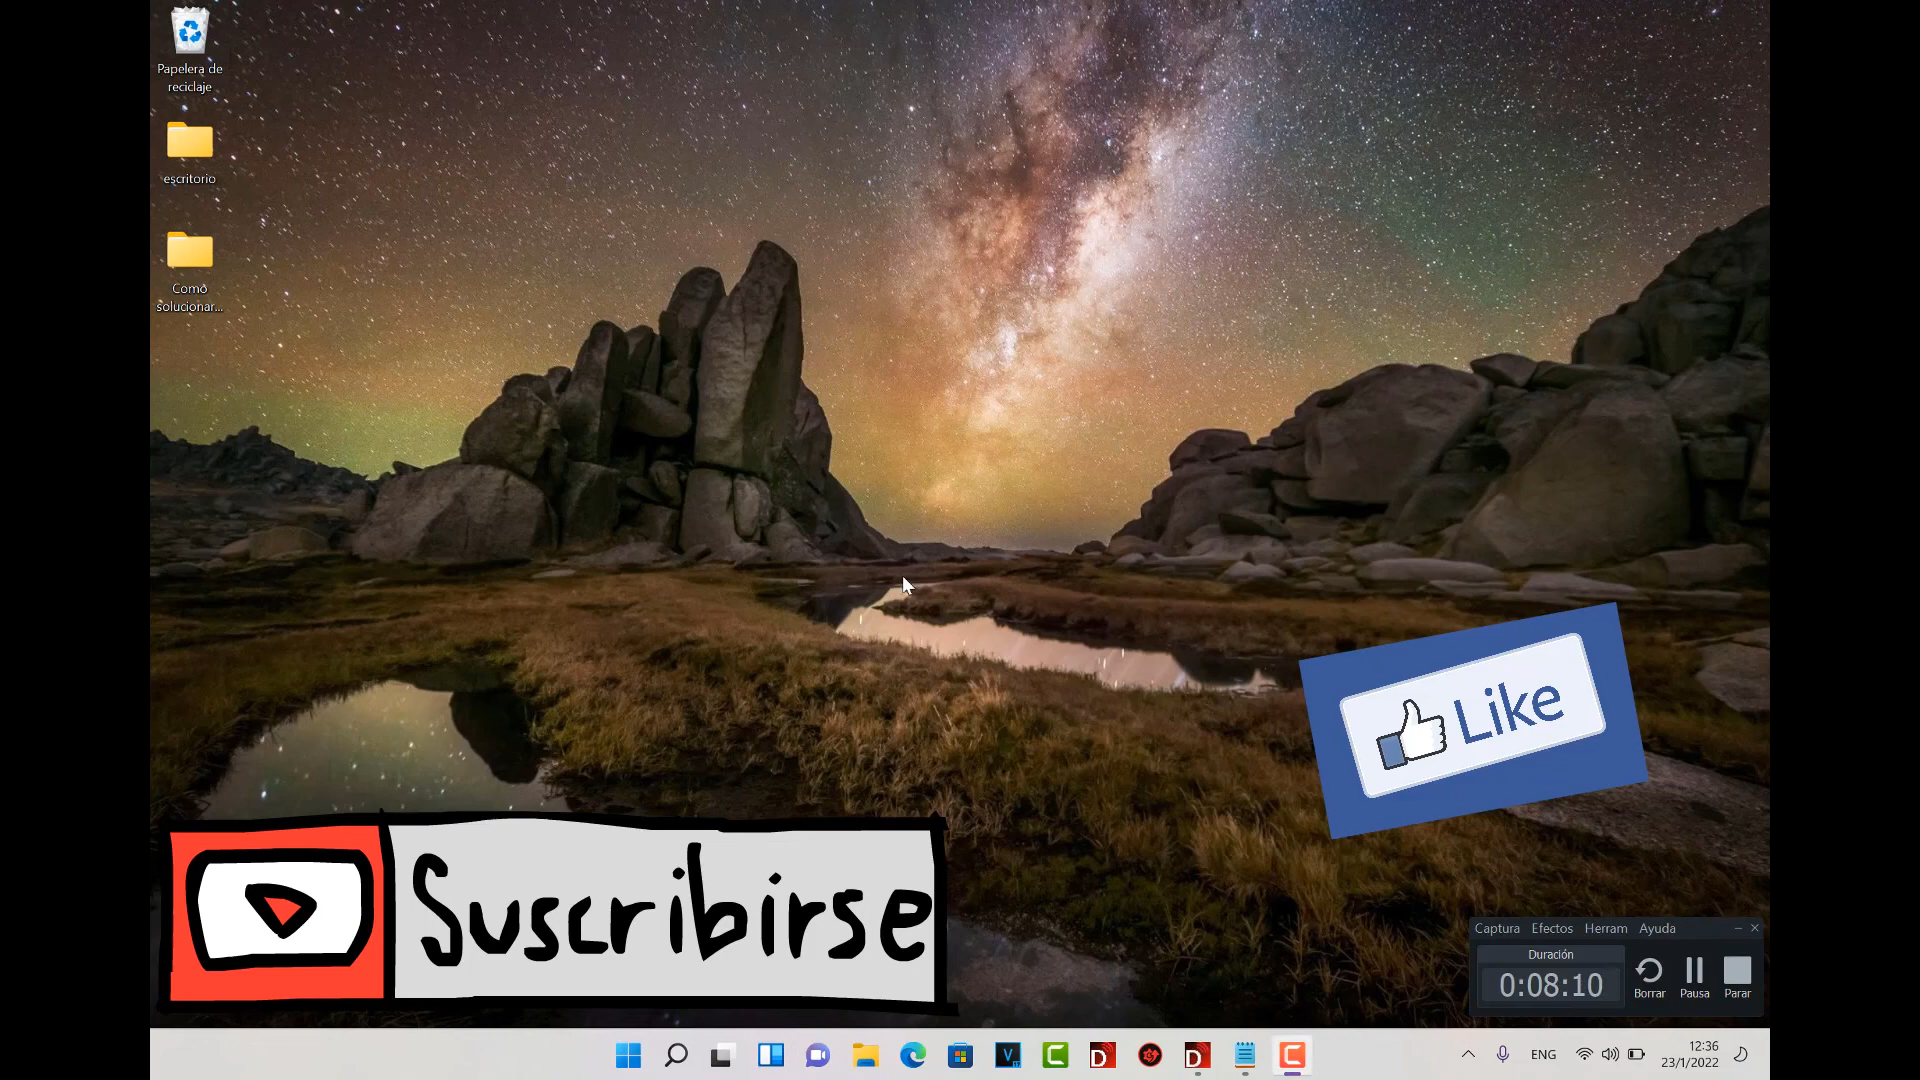 Papelera de
reciclaje
escritorio
Como
solucionar...
Like
Suscribirse
Captura Efectos Herram Ayuda
Duración
0:08:10
Borrar Pausa Parar
ENG
12:36
23/1/2022